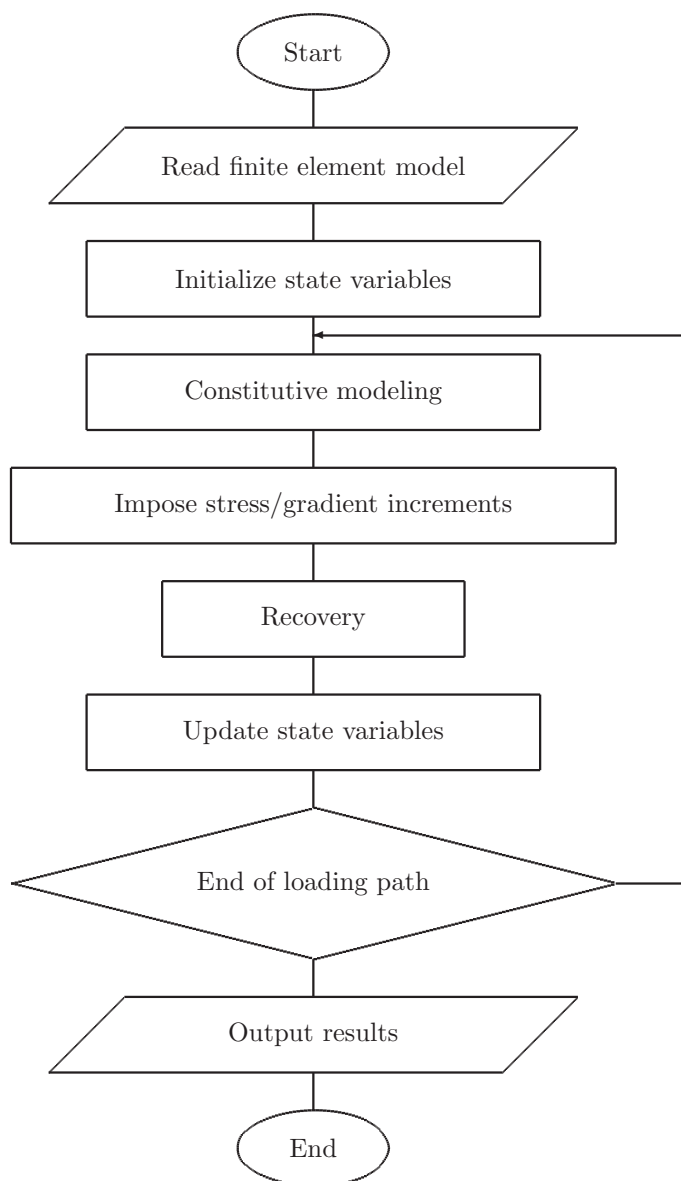 Start
Read finite element model
Initialize state variables
Constitutive modeling
Impose stress/gradient increments
Recovery
Update state variables
End of loading path
Output results
End